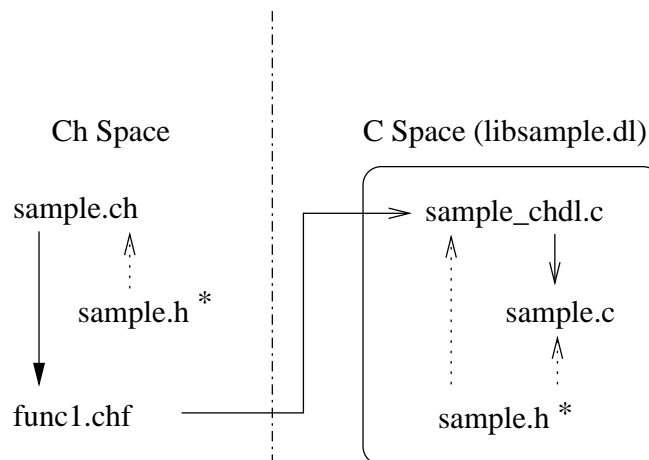 Ch Space
C Space (libsample.dl)
sample.ch
sample_chdl.c
sample.h *
sample.c
func1.chf
sample.h *